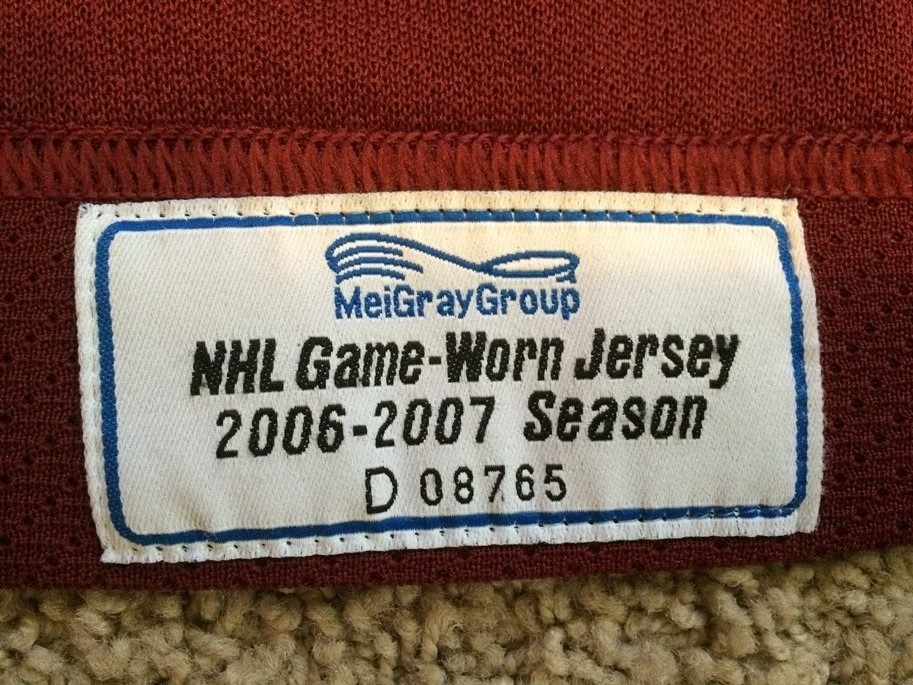 MeiGrayGroup
NHL Game-Worn Jersey
2006-2007 Season
D 08765